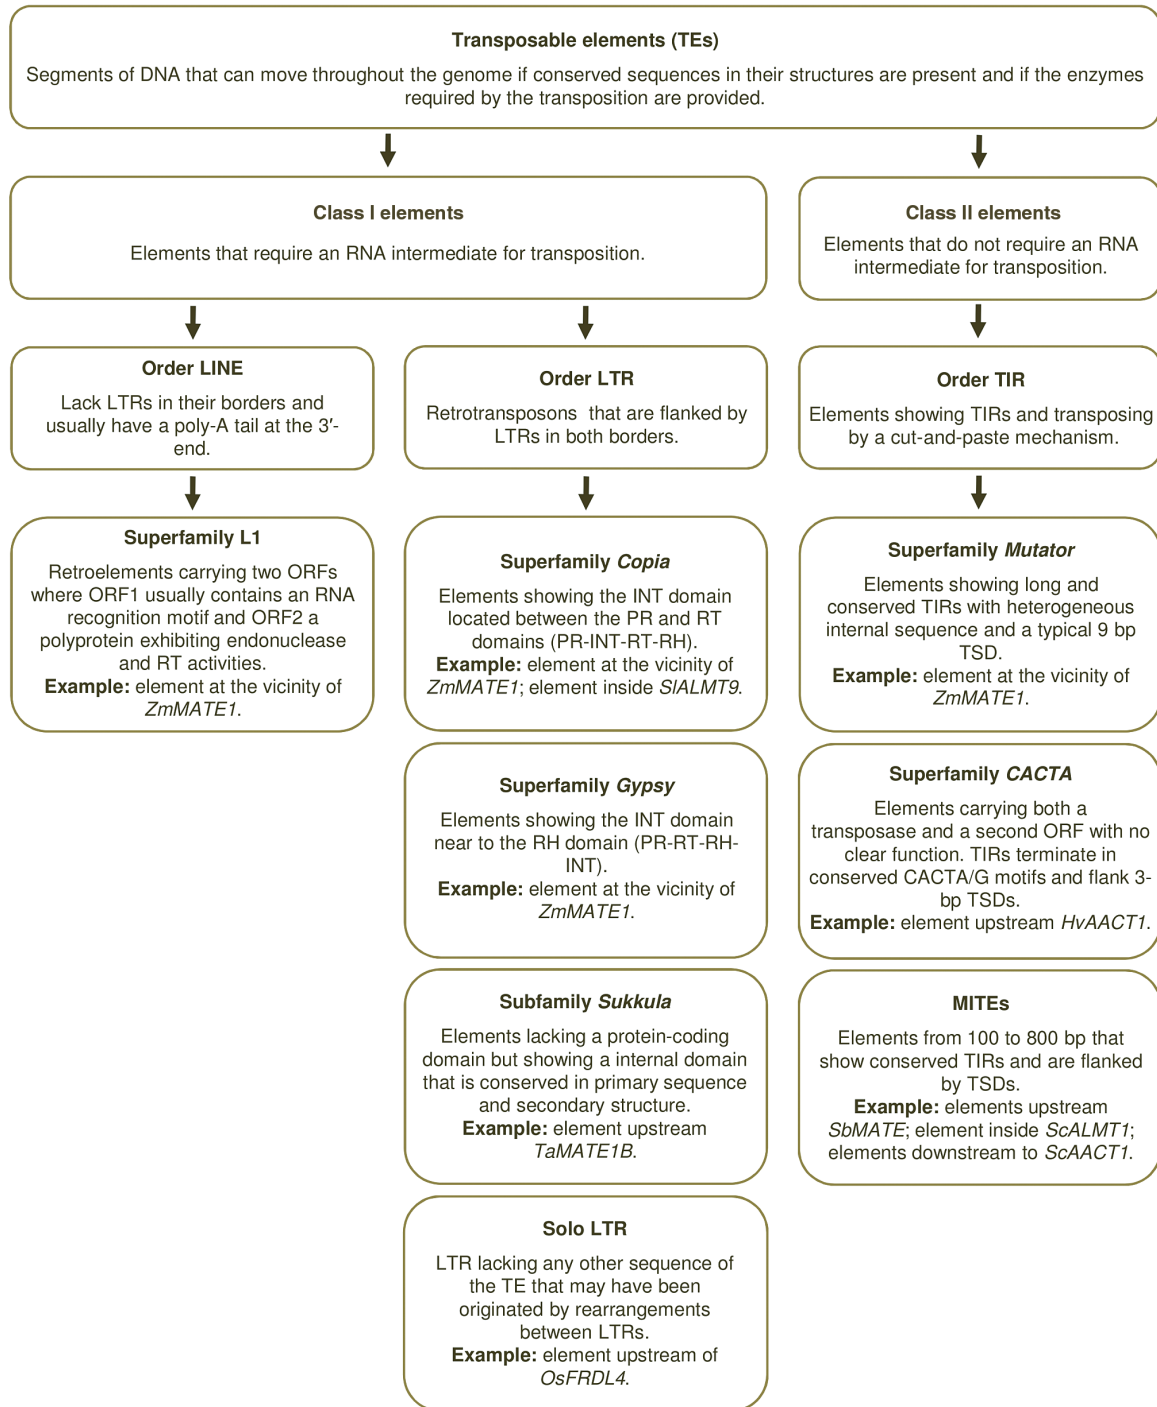 Transposable elements (TEs)
Segments of DNA that can move throughout the genome if conserved sequences in their structures are present and if the enzymes
required by the transposition are provided.
Class I elements
Elements that require an RNA intermediate for transposition.
Class II elements
Elements that do not require an RNA
intermediate for transposition.
Order LINE
Lack LTRs in their borders and
usually have a poly-A tail at the 3′-
end.
Order LTR
Retrotransposons that are flanked by
LTRs in both borders.
Order TIR
Elements showing TIRs and transposing
by a cut-and-paste mechanism.
Superfamily L1
Retroelements carrying two ORFs
where ORF1 usually contains an RNA
recognition motif and ORF2 a
polyprotein exhibiting endonuclease
and RT activities.
Example: element at the vicinity of
ZmMATE1.
Superfamily Copia
Elements showing the INT domain
located between the PR and RT
domains (PR-INT-RT-RH).
Example: element at the vicinity of
ZmMATE1; element inside SlALMT9.
Superfamily Mutator
Elements showing long and
conserved TIRs with heterogeneous
internal sequence and a typical 9 bp
TSD.
Example: element at the vicinity of
ZmMATE1.
Superfamily Gypsy
Elements showing the INT domain
near to the RH domain (PR-RT-RH-
INT).
Example: element at the vicinity of
ZmMATE1.
Superfamily CACTA
Elements carrying both a
transposase and a second ORF with no
clear function. TIRs terminate in
conserved CACTA/G motifs and flank 3-
bp TSDs.
Example: element upstream HvAACT1.
Subfamily Sukkula
Elements lacking a protein-coding
domain but showing a internal domain
that is conserved in primary sequence
and secondary structure.
Example: element upstream
TaMATE1B.
MITEs
Elements from 100 to 800 bp that
show conserved TIRs and are flanked
by TSDs.
Example: elements upstream
SbMATE; element inside ScALMT1;
elements downstream to ScAACT1.
Solo LTR
LTR lacking any other sequence of
the TE that may have been
originated by rearrangements
between LTRs.
Example: element upstream of
OsFRDL4.